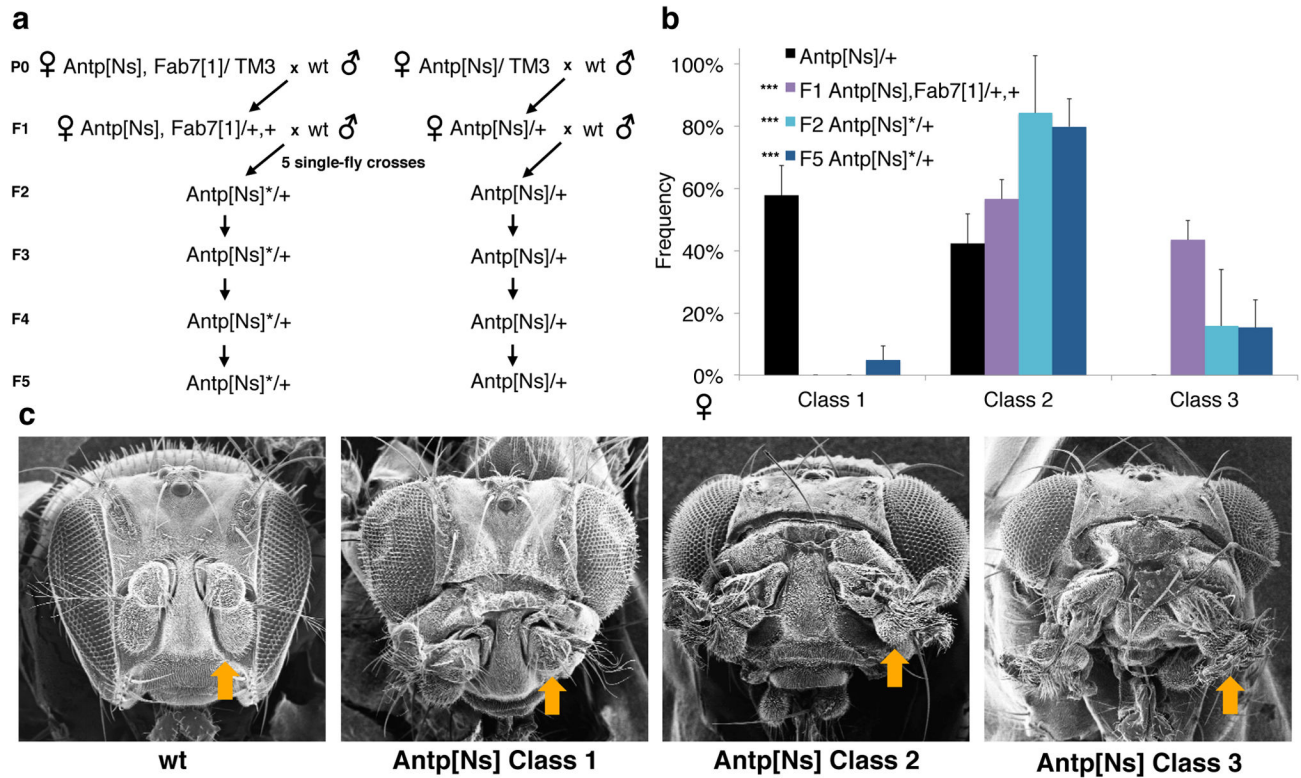 a
P0 ♀ Antp[Ns], Fab7[1]/ TM3 x wt ♂ ♀ Antp[Ns]/ TM3 x wt ♂
F1 ♀ Antp[Ns], Fab7[1]/+,+ x wt ♂ ♀ Antp[Ns]/+ x wt ♂
5 single-fly crosses
F2 Antp[Ns]*/+ Antp[Ns]/+
F3 Antp[Ns]*/+ Antp[Ns]/+
F4 Antp[Ns]*/+ Antp[Ns]/+
F5 Antp[Ns]*/+ Antp[Ns]/+
b
Antp[Ns]/+
*** F1 Antp[Ns],Fab7[1]/+,+
*** F2 Antp[Ns]*/+
*** F5 Antp[Ns]*/+
Frequency
100%
80%
60%
40%
20%
0%
♀ Class 1 Class 2 Class 3
c
wt Antp[Ns] Class 1 Antp[Ns] Class 2 Antp[Ns] Class 3